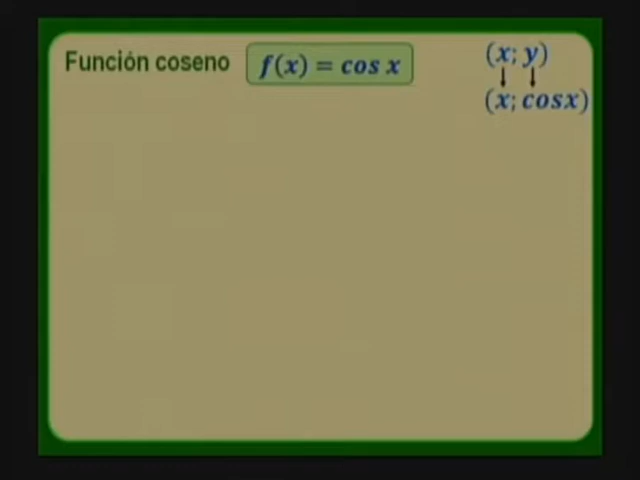 Función coseno f(x) = cos x
(x; y)
↓ ↓
(x; cosx)